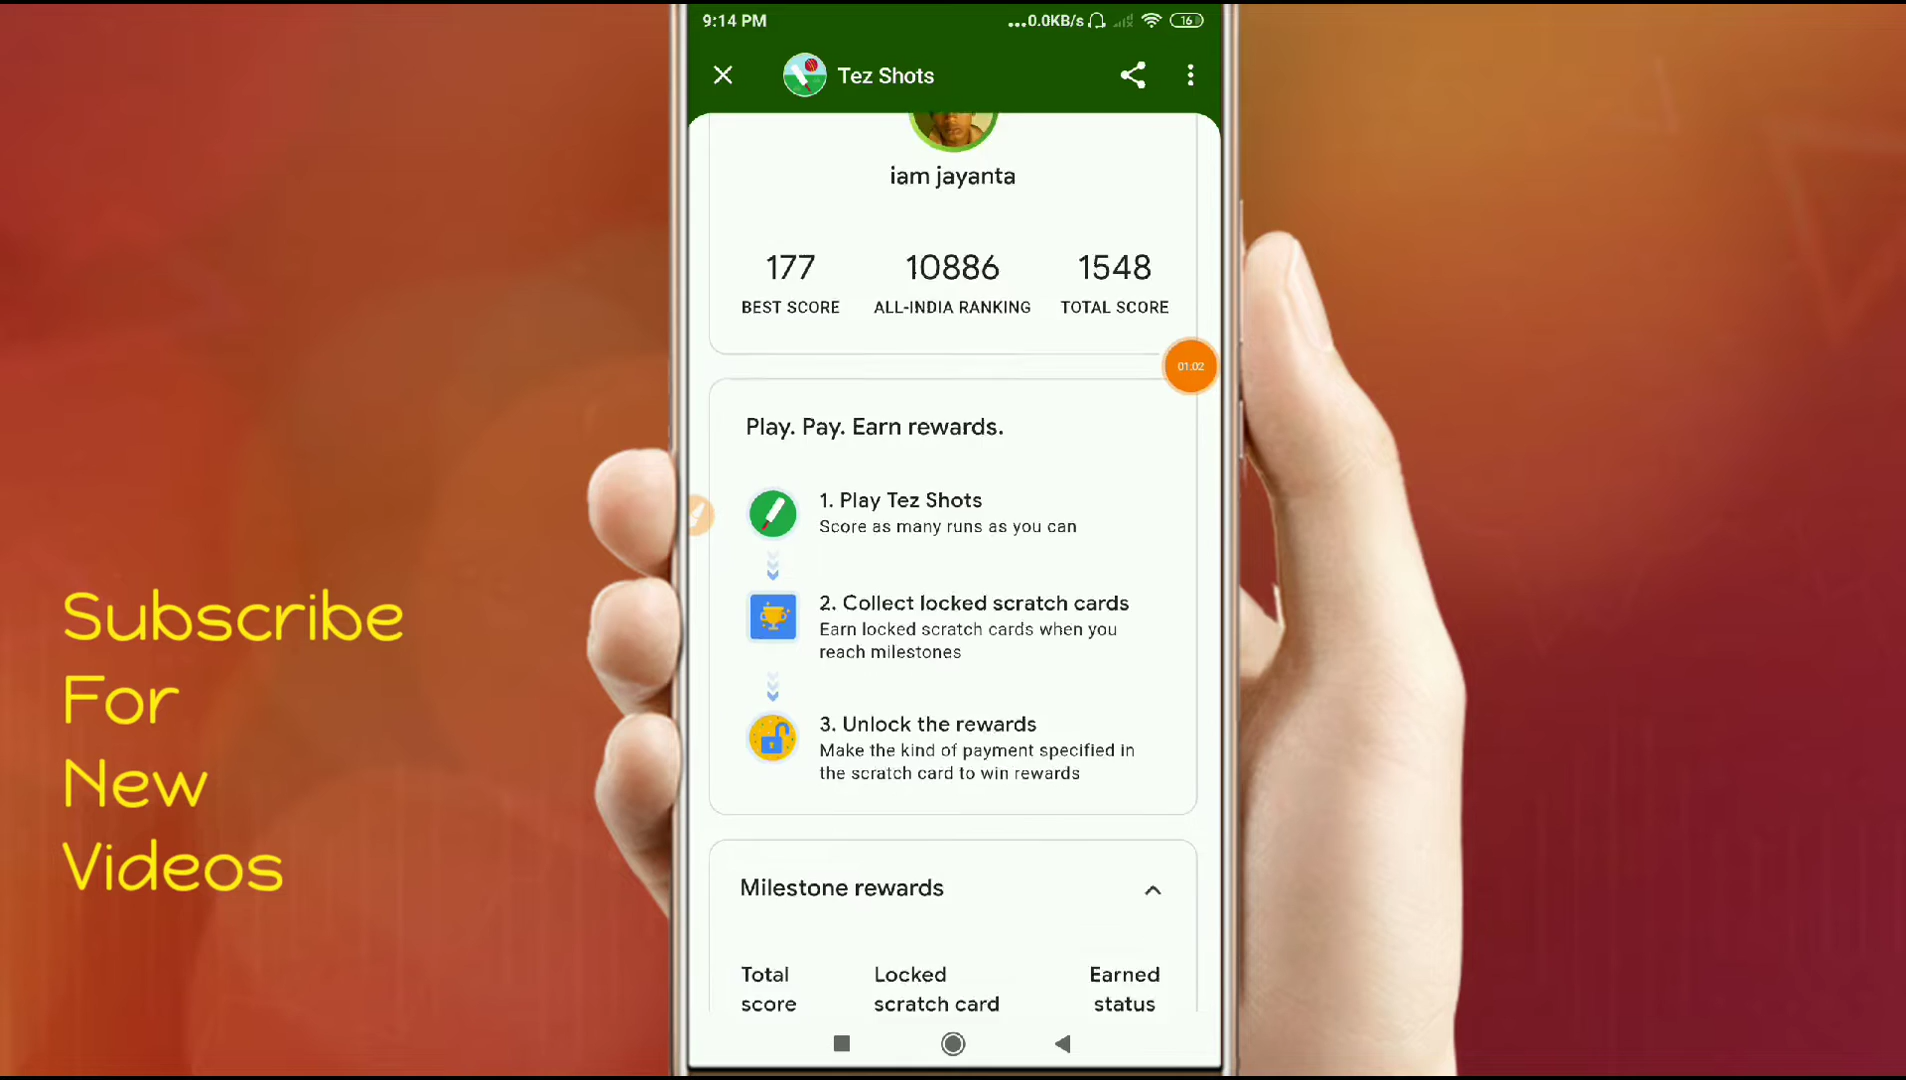 9:14 PM
...0.0KB/s
16
Tez Shots
iam jayanta
177 10886 1548
BEST SCORE ALL-INDIA RANKING TOTAL SCORE
01:02
Play. Pay. Earn rewards.
1. Play Tez Shots
Score as many runs as you can
2. Collect locked scratch cards
Earn locked scratch cards when you
reach milestones
3. Unlock the rewards
Make the kind of payment specified in
the scratch card to win rewards
Milestone rewards
Total Locked Earned
score scratch card status
Subscribe
For
New
Videos